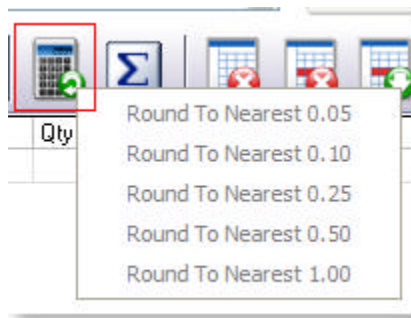 Σ
Qty
Round To Nearest 0.05
Round To Nearest 0.10
Round To Nearest 0.25
Round To Nearest 0.50
Round To Nearest 1.00